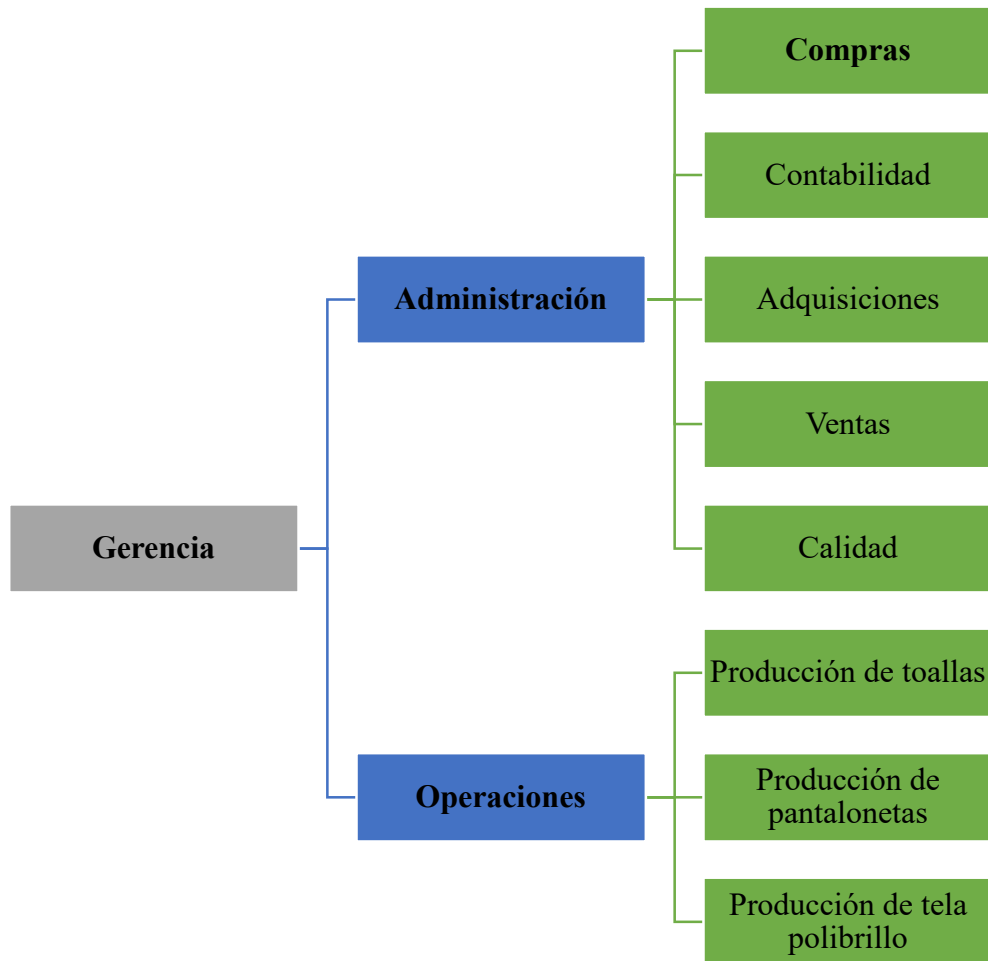 Compras
Contabilidad
Administración
Adquisiciones
Ventas
Gerencia
Calidad
Producción de toallas
Operaciones
Producción de
pantalonetas
Producción de tela
polibrillo